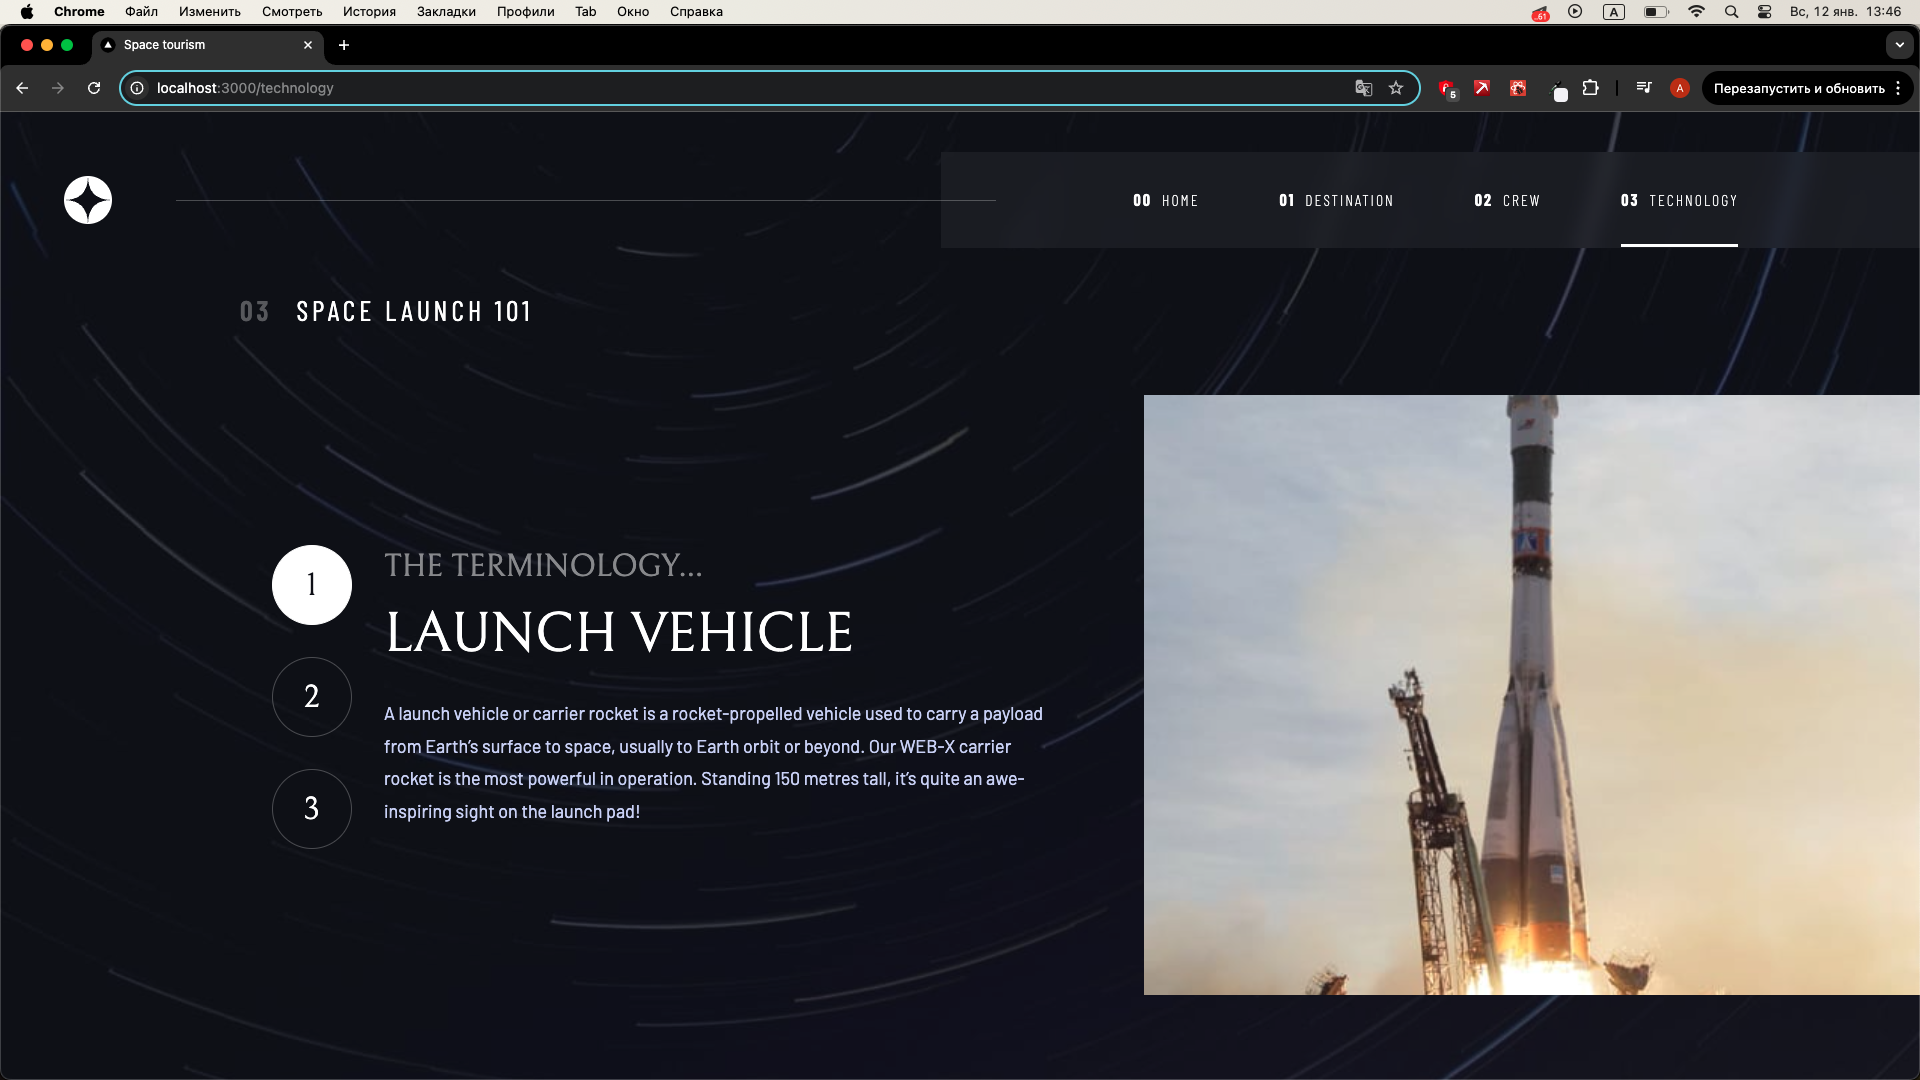 Chrome Файл Изменить Смотреть История Закладки Профили Tab Окно Справка A Вс, 12 янв. 13:46
Space tourism
localhost:3000/technology 5 A Перезапустить и обновить
00 HOME 01 DESTINATION 02 CREW 03 TECHNOLOGY
03 SPACE LAUNCH 101
1
THE TERMINOLOGY...
LAUNCH VEHICLE
2
A launch vehicle or carrier rocket is a rocket-propelled vehicle used to carry a payload
from Earth’s surface to space, usually to Earth orbit or beyond. Our WEB-X carrier
rocket is the most powerful in operation. Standing 150 metres tall, it’s quite an awe-
inspiring sight on the launch pad!
3